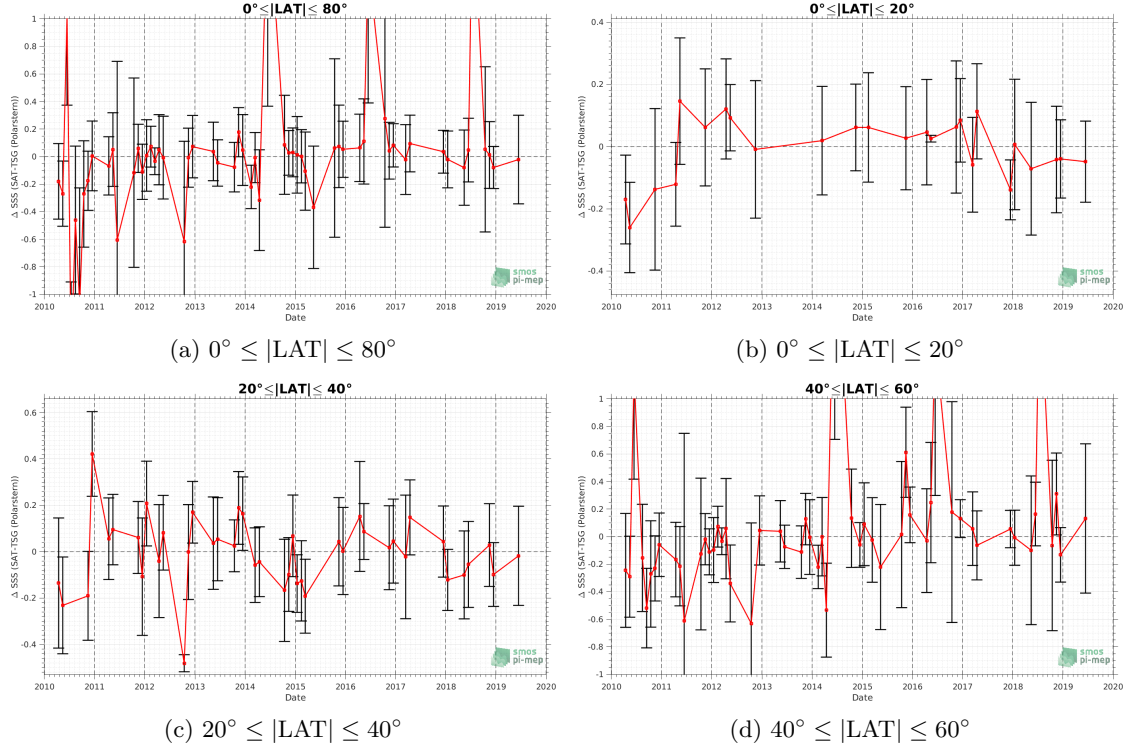 0°≤|LAT|≤ 80°
1
0.8
0.6
0.4
0.2
0
-0.2
-0.4
-0.6
-0.8
-1
Δ SSS (SAT-TSG (Polarstern))
2010 2011 2012 2013 2014 2015 2016 2017 2018 2019 2020
Date
smos
pi-mep
(a) 0° ≤ |LAT| ≤ 80°
0°≤|LAT|≤ 20°
0.4
0.2
0
-0.2
-0.4
Δ SSS (SAT-TSG (Polarstern))
2010 2011 2012 2013 2014 2015 2016 2017 2018 2019 2020
Date
smos
pi-mep
(b) 0° ≤ |LAT| ≤ 20°
20°≤|LAT|≤ 40°
0.6
0.4
0.2
0
-0.2
-0.4
Δ SSS (SAT-TSG (Polarstern))
2010 2011 2012 2013 2014 2015 2016 2017 2018 2019 2020
Date
smos
pi-mep
(c) 20° ≤ |LAT| ≤ 40°
40°≤|LAT|≤ 60°
1
0.8
0.6
0.4
0.2
0
-0.2
-0.4
-0.6
-0.8
-1
Δ SSS (SAT-TSG (Polarstern))
2010 2011 2012 2013 2014 2015 2016 2017 2018 2019 2020
Date
smos
pi-mep
(d) 40° ≤ |LAT| ≤ 60°